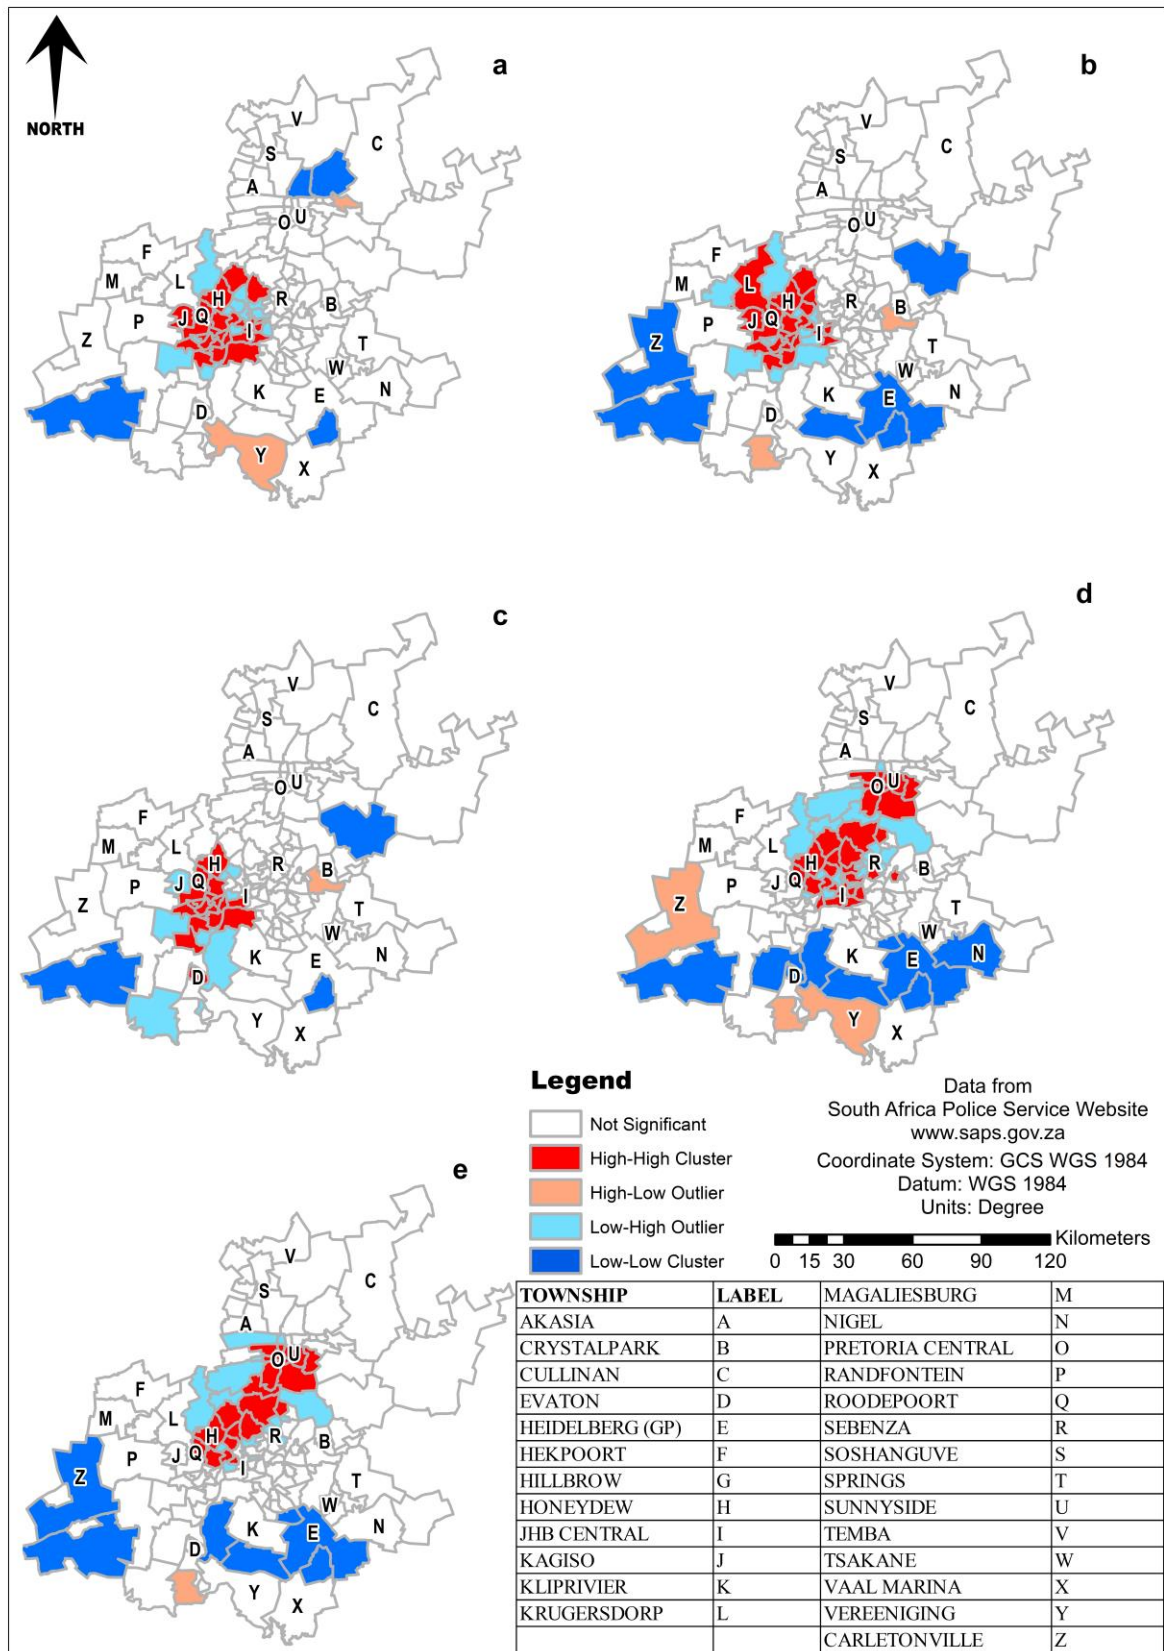 NORTH
a
V
C
S
A
O U
F
M
L
H
R
B
P
J Q
I
Z
T
W
K
E
N
D
Y
X
b
V
C
S
A
O U
F
M
L
H
R
B
P
J Q
I
Z
T
W
K
E
N
D
Y
X
c
V
C
S
A
O U
F
M
L
H
R
B
P
J Q
I
Z
T
W
K
E
N
D
Y
X
d
V
C
S
A
O U
F
M
L
H
R
B
P
J Q
I
Z
T
W
K
E
N
D
Y
X
Legend
Not Significant
High-High Cluster
High-Low Outlier
Low-High Outlier
Low-Low Cluster
Data from
South Africa Police Service Website
www.saps.gov.za
Coordinate System: GCS WGS 1984
Datum: WGS 1984
Units: Degree
Kilometers
0 15 30 60 90 120
e
V
C
S
A
O U
F
M
L
H
R
B
P
J Q
I
Z
T
W
K
E
N
D
Y
X
TOWNSHIP LABEL MAGALIESBURG M
AKASIA A NIGEL N
CRYSTALPARK B PRETORIA CENTRAL O
CULLINAN C RANDFONTEIN P
EVATON D ROODEPOORT Q
HEIDELBERG (GP) E SEBENZA R
HEKPOORT F SOSHANGUVE S
HILLBROW G SPRINGS T
HONEYDEW H SUNNYSIDE U
JHB CENTRAL I TEMBA V
KAGISO J TSAKANE W
KLIPRIVIER K VAAL MARINA X
KRUGERSDORP L VEREENIGING Y
CARLETONVILLE Z